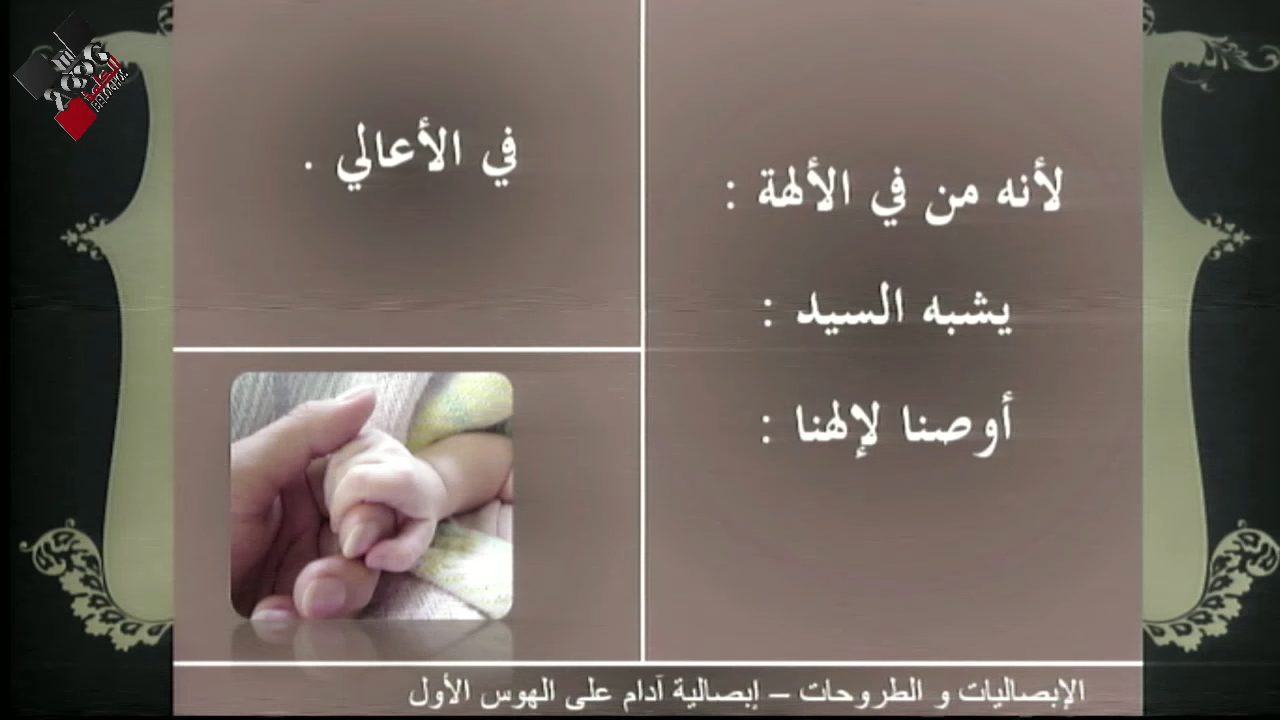 لأنه من في الألهة :
يشبه السيد :
أوصنا لإلهنا :
في الأعالي .
الإبصاليات و الطروحات – إبصالية آدام على الهوس الأول